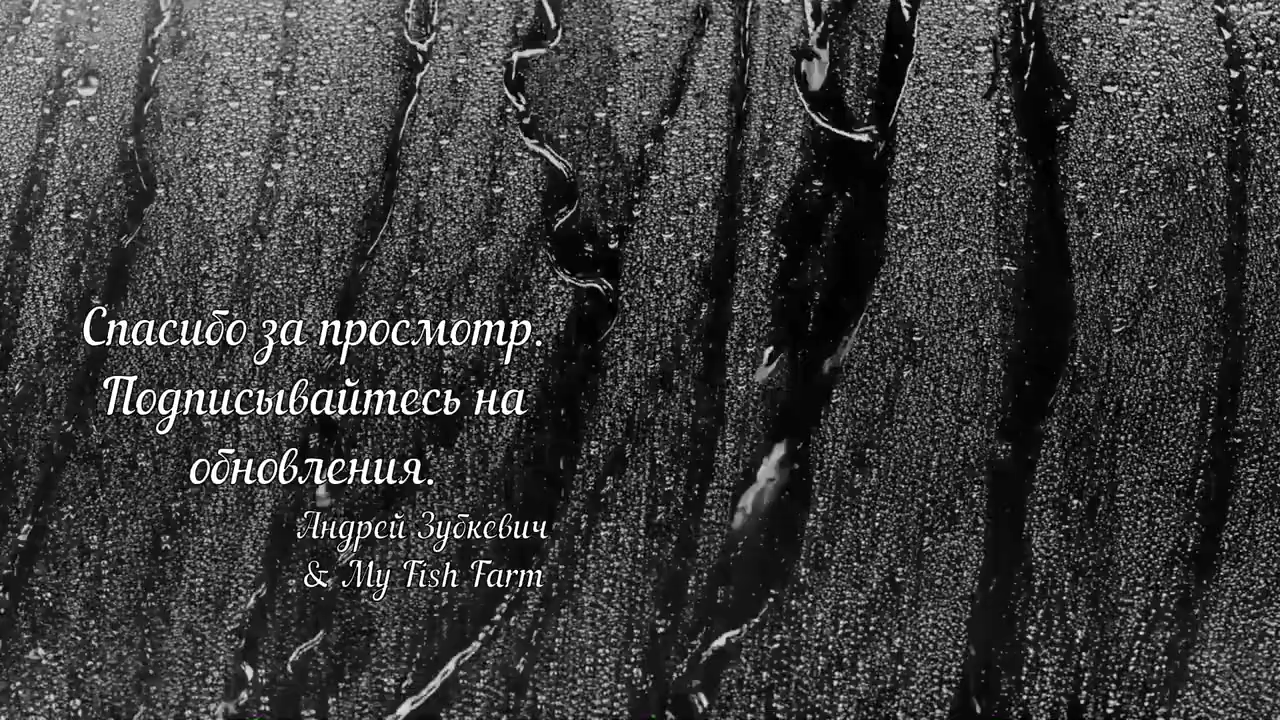 Спасибо за просмотр.
Подписывайтесь на
обновления.
Андрей Зубкевич
& My Fish Farm